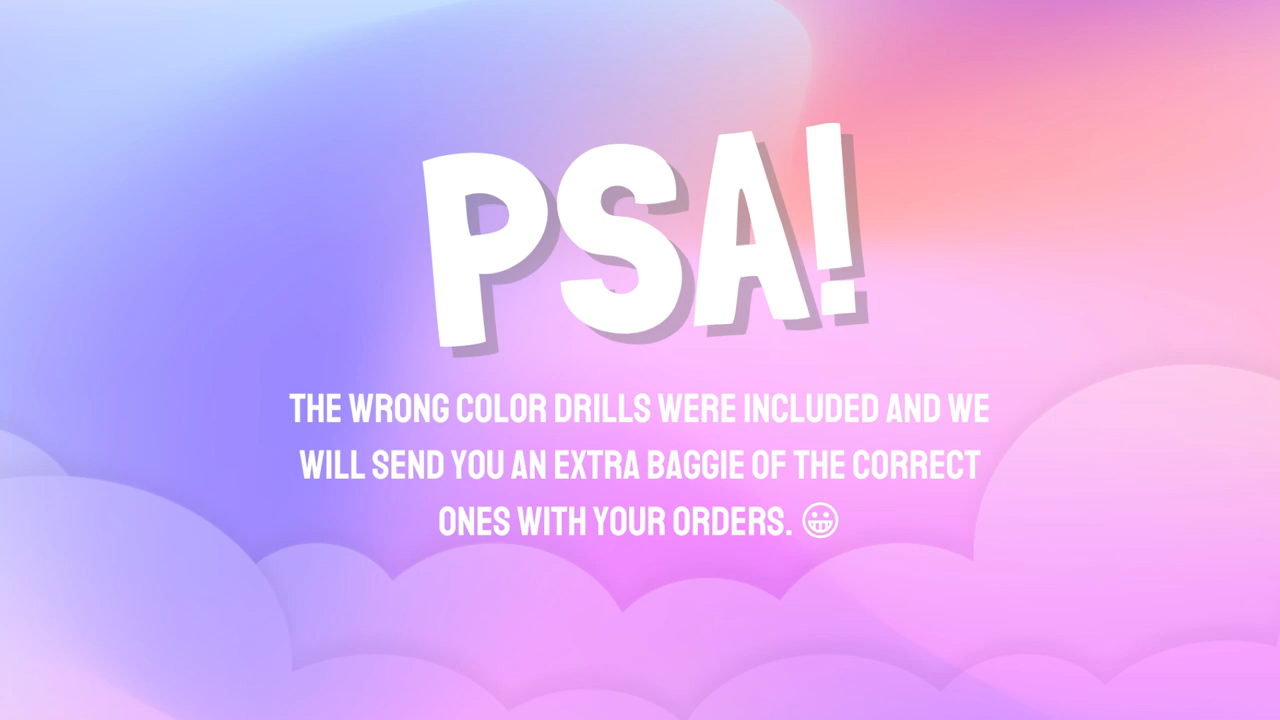 PSA!
THE WRONG COLOR DRILLS WERE INCLUDED AND WE
WILL SEND YOU AN EXTRA BAGGIE OF THE CORRECT
ONES WITH YOUR ORDERS. 😀